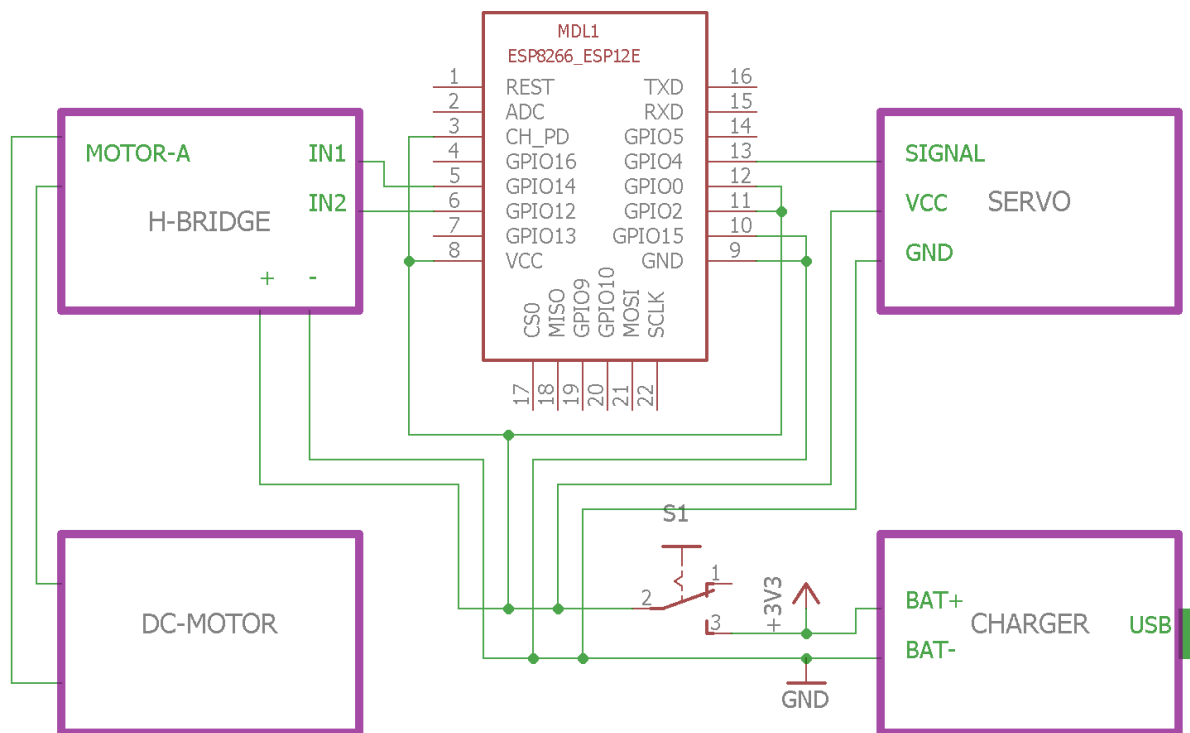 MDL1
ESP8266_ESP12E
1 REST TXD 16
2 ADC RXD 15
3 CH_PD GPIO5 14
4 GPIO16 GPIO4 13
5 GPIO14 GPIO0 12
6 GPIO12 GPIO2 11
7 GPIO13 GPIO15 10
8 VCC GND 9
CS0 MISO GPIO9 GPIO10 MOSI SCLK
17 18 19 20 21 22
MOTOR-A IN1
IN2
H-BRIDGE
+ -
SIGNAL
VCC SERVO
GND
S1
1
2
3
+3V3
GND
DC-MOTOR
BAT+
CHARGER USB
BAT-